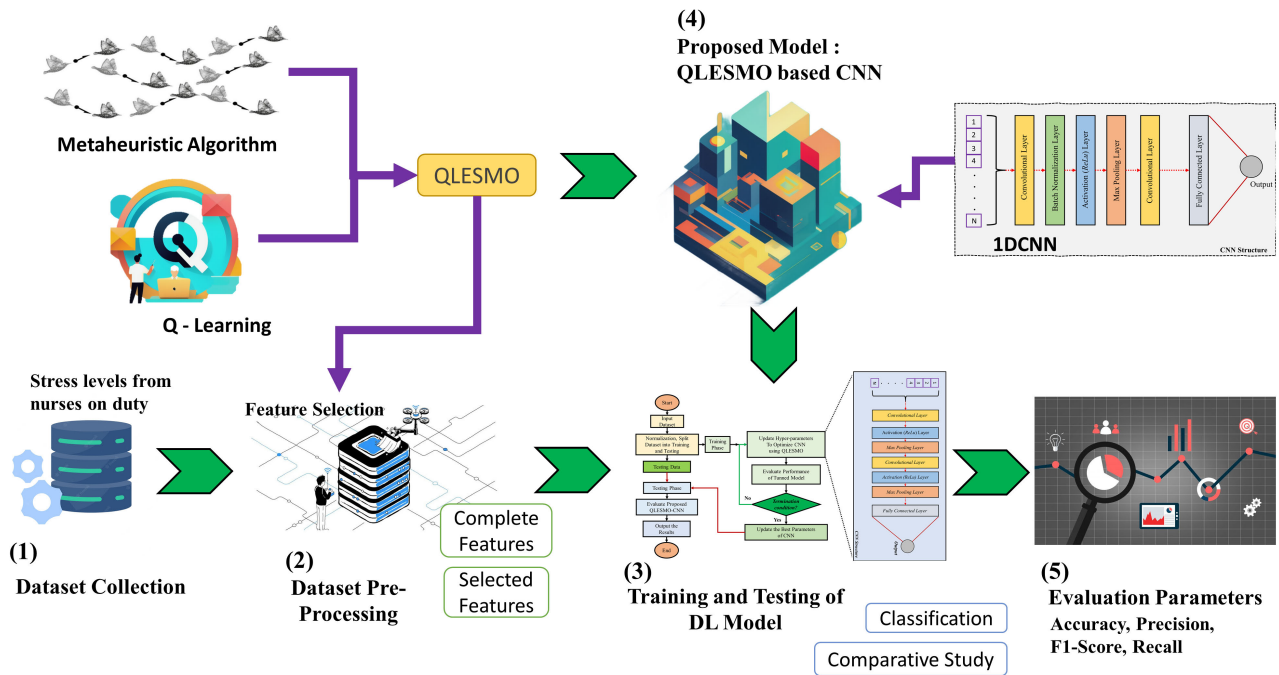 (4)
Proposed Model :
QLESMO based CNN
Metaheuristic Algorithm
QLESMO
Q - Learning
1
2
3
4
.
.
.
.
N
Convolutional Layer
Batch Normalization Layer
Activation (ReLu) Layer
Max Pooling Layer
Convolutional Layer
Fully Connected Layer
Output
1DCNN
CNN Structure
Stress levels from
nurses on duty
(1)
Dataset Collection
Feature Selection
(2)
Dataset Pre-
Processing
Complete
Features
Selected
Features
Start
Input
Dataset
Normalization, Split
Dataset into Training
and Testing
Training
Phase
Testing Data
Testing Phase
Evaluate Proposed
QLESMO-CNN
Output the
Results
End
Update Hyper-parameters
To Optimize CNN
using QLESMO
Evaluate Performance
of Tunned Model
No
Termination
condition?
Yes
Update the Best Parameters
of CNN
N . . . . 4 3 2 1
Convolutional Layer
Activation (ReLu) Layer
Max Pooling Layer
Convolutional Layer
Activation (ReLu) Layer
Max Pooling Layer
Fully Connected Layer
Output
CNN Structure
(3)
Training and Testing of
DL Model
Classification
Comparative Study
(5)
Evaluation Parameters
Accuracy, Precision,
F1-Score, Recall